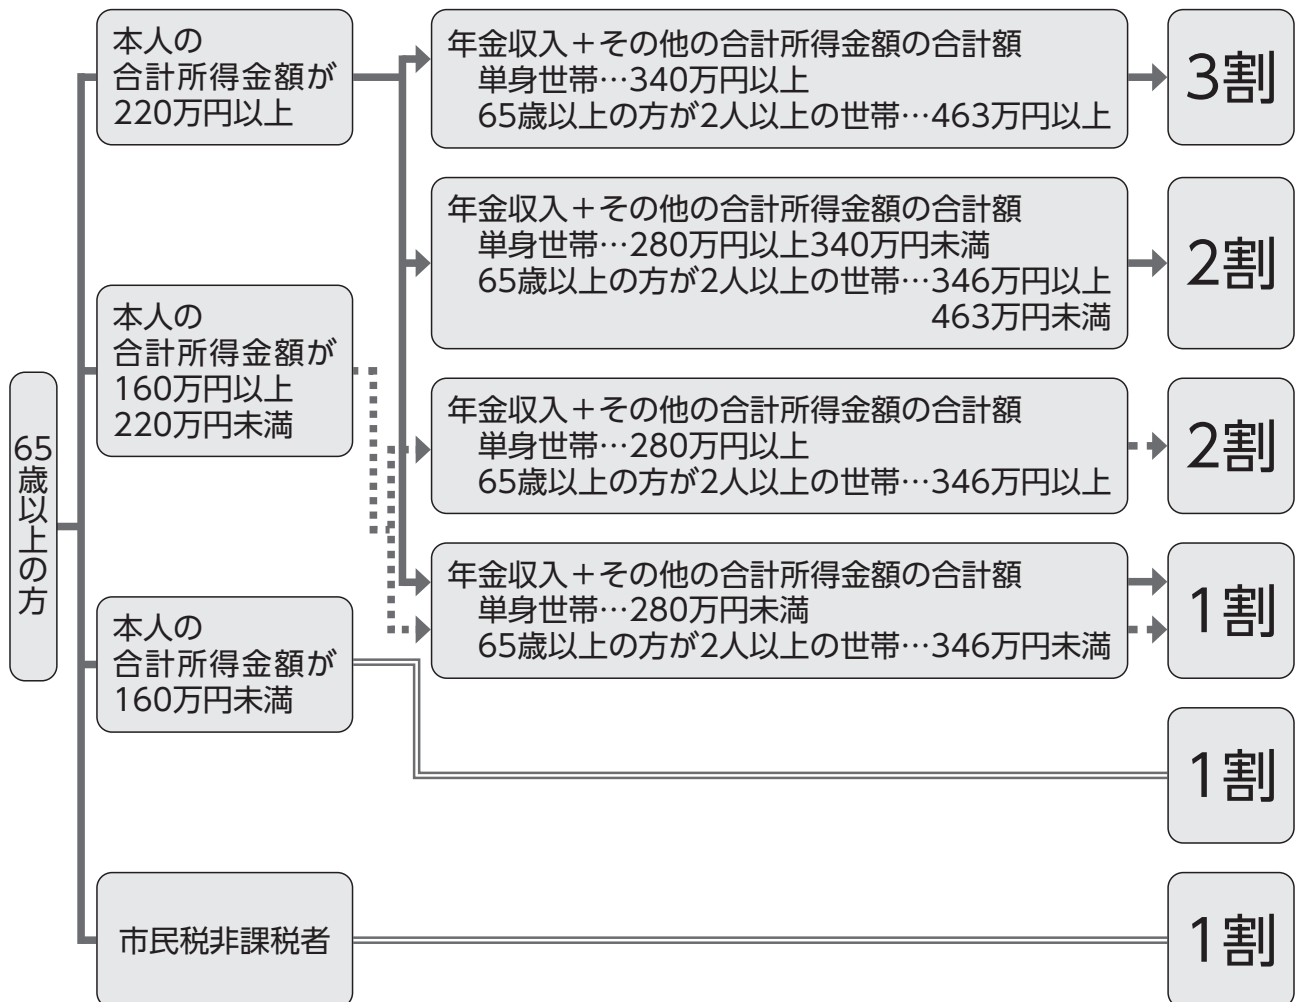 65歳以上の方
本人の
合計所得金額が
220万円以上
年金収入＋その他の合計所得金額の合計額
単身世帯…340万円以上
65歳以上の方が2人以上の世帯…463万円以上
3割
年金収入＋その他の合計所得金額の合計額
単身世帯…280万円以上340万円未満
65歳以上の方が2人以上の世帯…346万円以上
463万円未満
2割
本人の
合計所得金額が
160万円以上
220万円未満
年金収入＋その他の合計所得金額の合計額
単身世帯…280万円以上
65歳以上の方が2人以上の世帯…346万円以上
2割
年金収入＋その他の合計所得金額の合計額
単身世帯…280万円未満
65歳以上の方が2人以上の世帯…346万円未満
1割
本人の
合計所得金額が
160万円未満
1割
市民税非課税者
1割